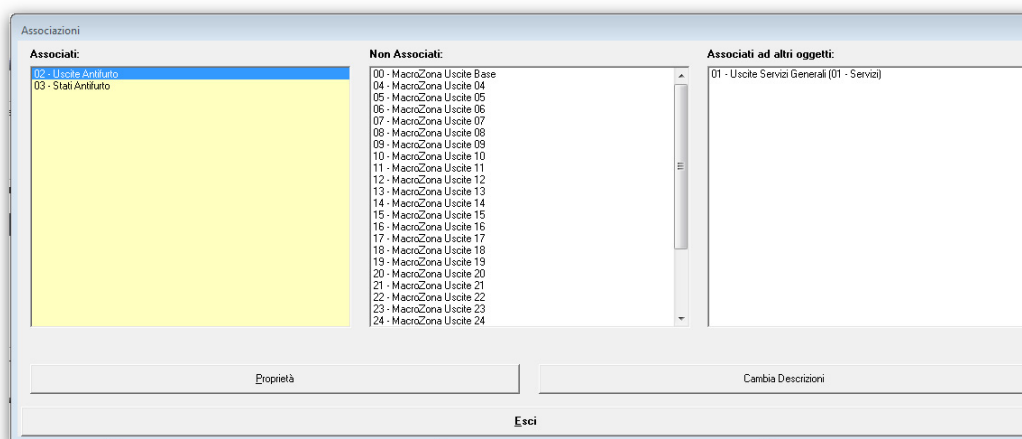 Associazioni
Associati:
02 - Uscite Antifurto
03 - Stati Antifurto
Non Associati:
00 - MacroZona Uscite Base
04 - MacroZona Uscite 04
05 - MacroZona Uscite 05
06 - MacroZona Uscite 06
07 - MacroZona Uscite 07
08 - MacroZona Uscite 08
09 - MacroZona Uscite 09
10 - MacroZona Uscite 10
11 - MacroZona Uscite 11
12 - MacroZona Uscite 12
13 - MacroZona Uscite 13
14 - MacroZona Uscite 14
15 - MacroZona Uscite 15
16 - MacroZona Uscite 16
17 - MacroZona Uscite 17
18 - MacroZona Uscite 18
19 - MacroZona Uscite 19
20 - MacroZona Uscite 20
21 - MacroZona Uscite 21
22 - MacroZona Uscite 22
23 - MacroZona Uscite 23
24 - MacroZona Uscite 24
Associati ad altri oggetti:
01 - Uscite Servizi Generali (01 - Servizi)
Proprietà
Cambia Descrizioni
Esci